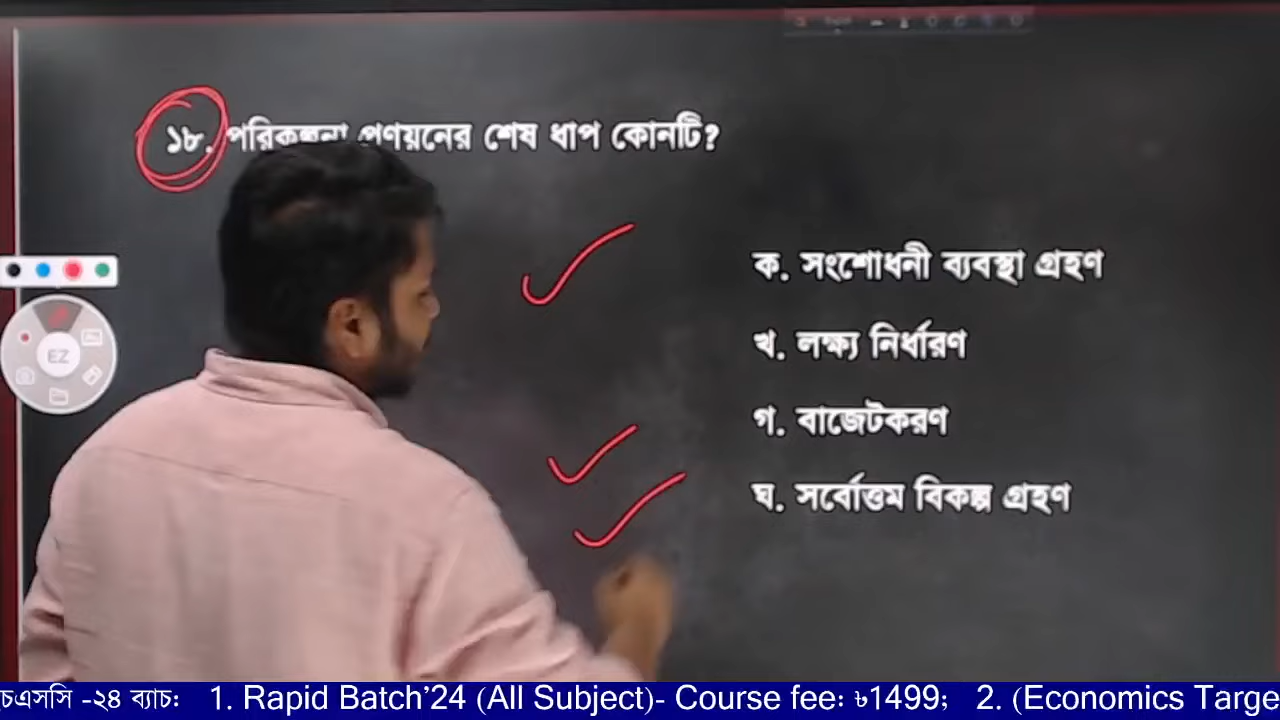 ১৮. পরিকল্পনা প্রণয়নের শেষ ধাপ কোনটি?
ক. সংশোধনী ব্যবস্থা গ্রহণ
খ. লক্ষ্য নির্ধারণ
গ. বাজেটকরণ
ঘ. সর্বোত্তম বিকল্প গ্রহণ
EZ
চএসসি -২৪ ব্যাচঃ 1. Rapid Batch’24 (All Subject)- Course fee: ৳1499; 2. (Economics Targe